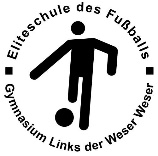 Eliteschule des Fußballs
Gymnasium Links der Weser Weser